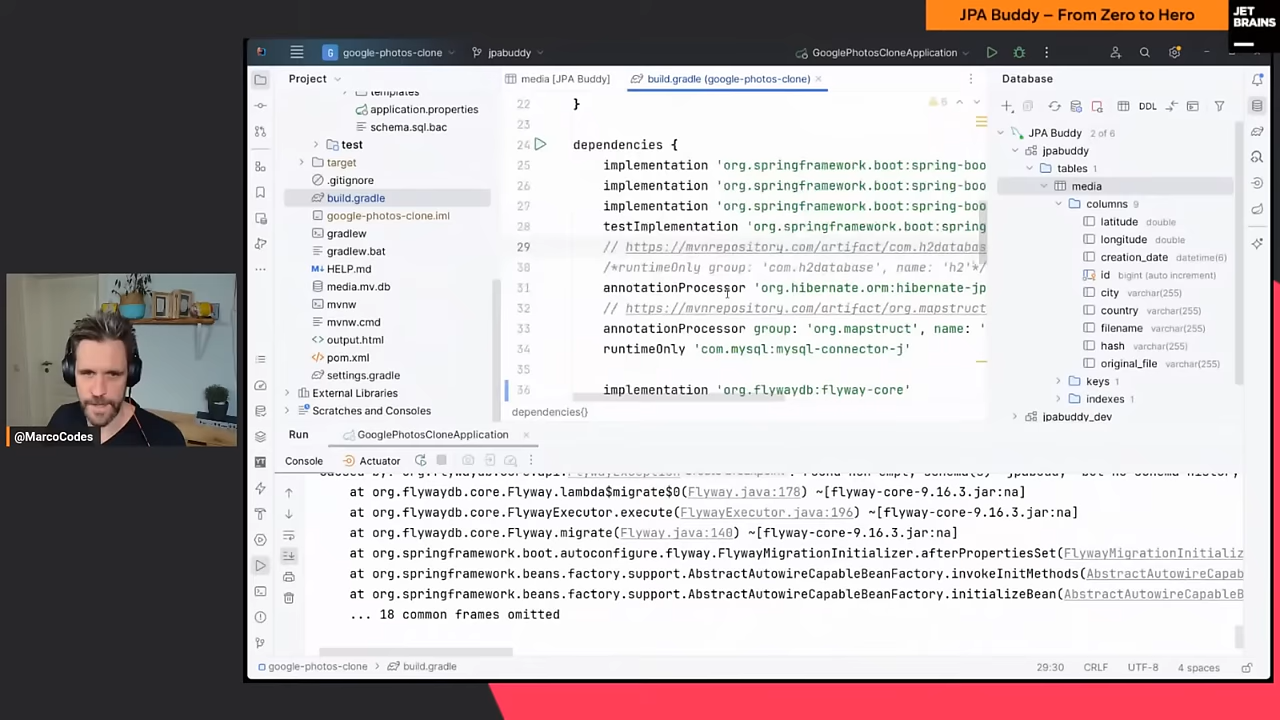 JPA Buddy – From Zero to Hero
JET
BRAINS
google-photos-clone
jpabuddy
GooglePhotosCloneApplication
Project
media [JPA Buddy]
build.gradle (google-photos-clone)
Database
templates
application.properties
schema.sql.bac
test
target
.gitignore
build.gradle
google-photos-clone.iml
gradlew
gradlew.bat
HELP.md
media.mv.db
mvnw
mvnw.cmd
output.html
pom.xml
settings.gradle
External Libraries
Scratches and Consoles
22 }
23
24 dependencies {
25 implementation 'org.springframework.boot:spring-boo
26 implementation 'org.springframework.boot:spring-boo
27 implementation 'org.springframework.boot:spring-boo
28 testImplementation 'org.springframework.boot:spring
29 // https://mvnrepository.com/artifact/com.h2databas
38 /*runtimeOnly group: 'com.h2database', name: 'h2'*/
31 annotationProcessor 'org.hibernate.orm:hibernate-jp
32 // https://mvnrepository.com/artifact/org.mapstruct
33 annotationProcessor group: 'org.mapstruct', name: '
34 runtimeOnly 'com.mysql:mysql-connector-j'
35
36 implementation 'org.flywaydb:flyway-core'
dependencies{}
6
DDL
JPA Buddy 2 of 6
jpabuddy
tables 1
media
columns 9
latitude double
longitude double
creation_date datetime(6)
id bigint (auto increment)
city varchar(255)
country varchar(255)
filename varchar(255)
hash varchar(255)
original_file varchar(255)
keys 1
indexes 1
jpabuddy_dev
@MarcoCodes
Run
GooglePhotosCloneApplication
Console
Actuator
at org.flywaydb.core.Flyway.lambda$migrate$0(Flyway.java:178) ~[flyway-core-9.16.3.jar:na]
at org.flywaydb.core.FlywayExecutor.execute(FlywayExecutor.java:196) ~[flyway-core-9.16.3.jar:na]
at org.flywaydb.core.Flyway.migrate(Flyway.java:140) ~[flyway-core-9.16.3.jar:na]
at org.springframework.boot.autoconfigure.flyway.FlywayMigrationInitializer.afterPropertiesSet(FlywayMigrationInitializ
at org.springframework.beans.factory.support.AbstractAutowireCapableBeanFactory.invokeInitMethods(AbstractAutowireCapab
at org.springframework.beans.factory.support.AbstractAutowireCapableBeanFactory.initializeBean(AbstractAutowireCapableB
... 18 common frames omitted
google-photos-clone
build.gradle
29:30
CRLF
UTF-8
4 spaces